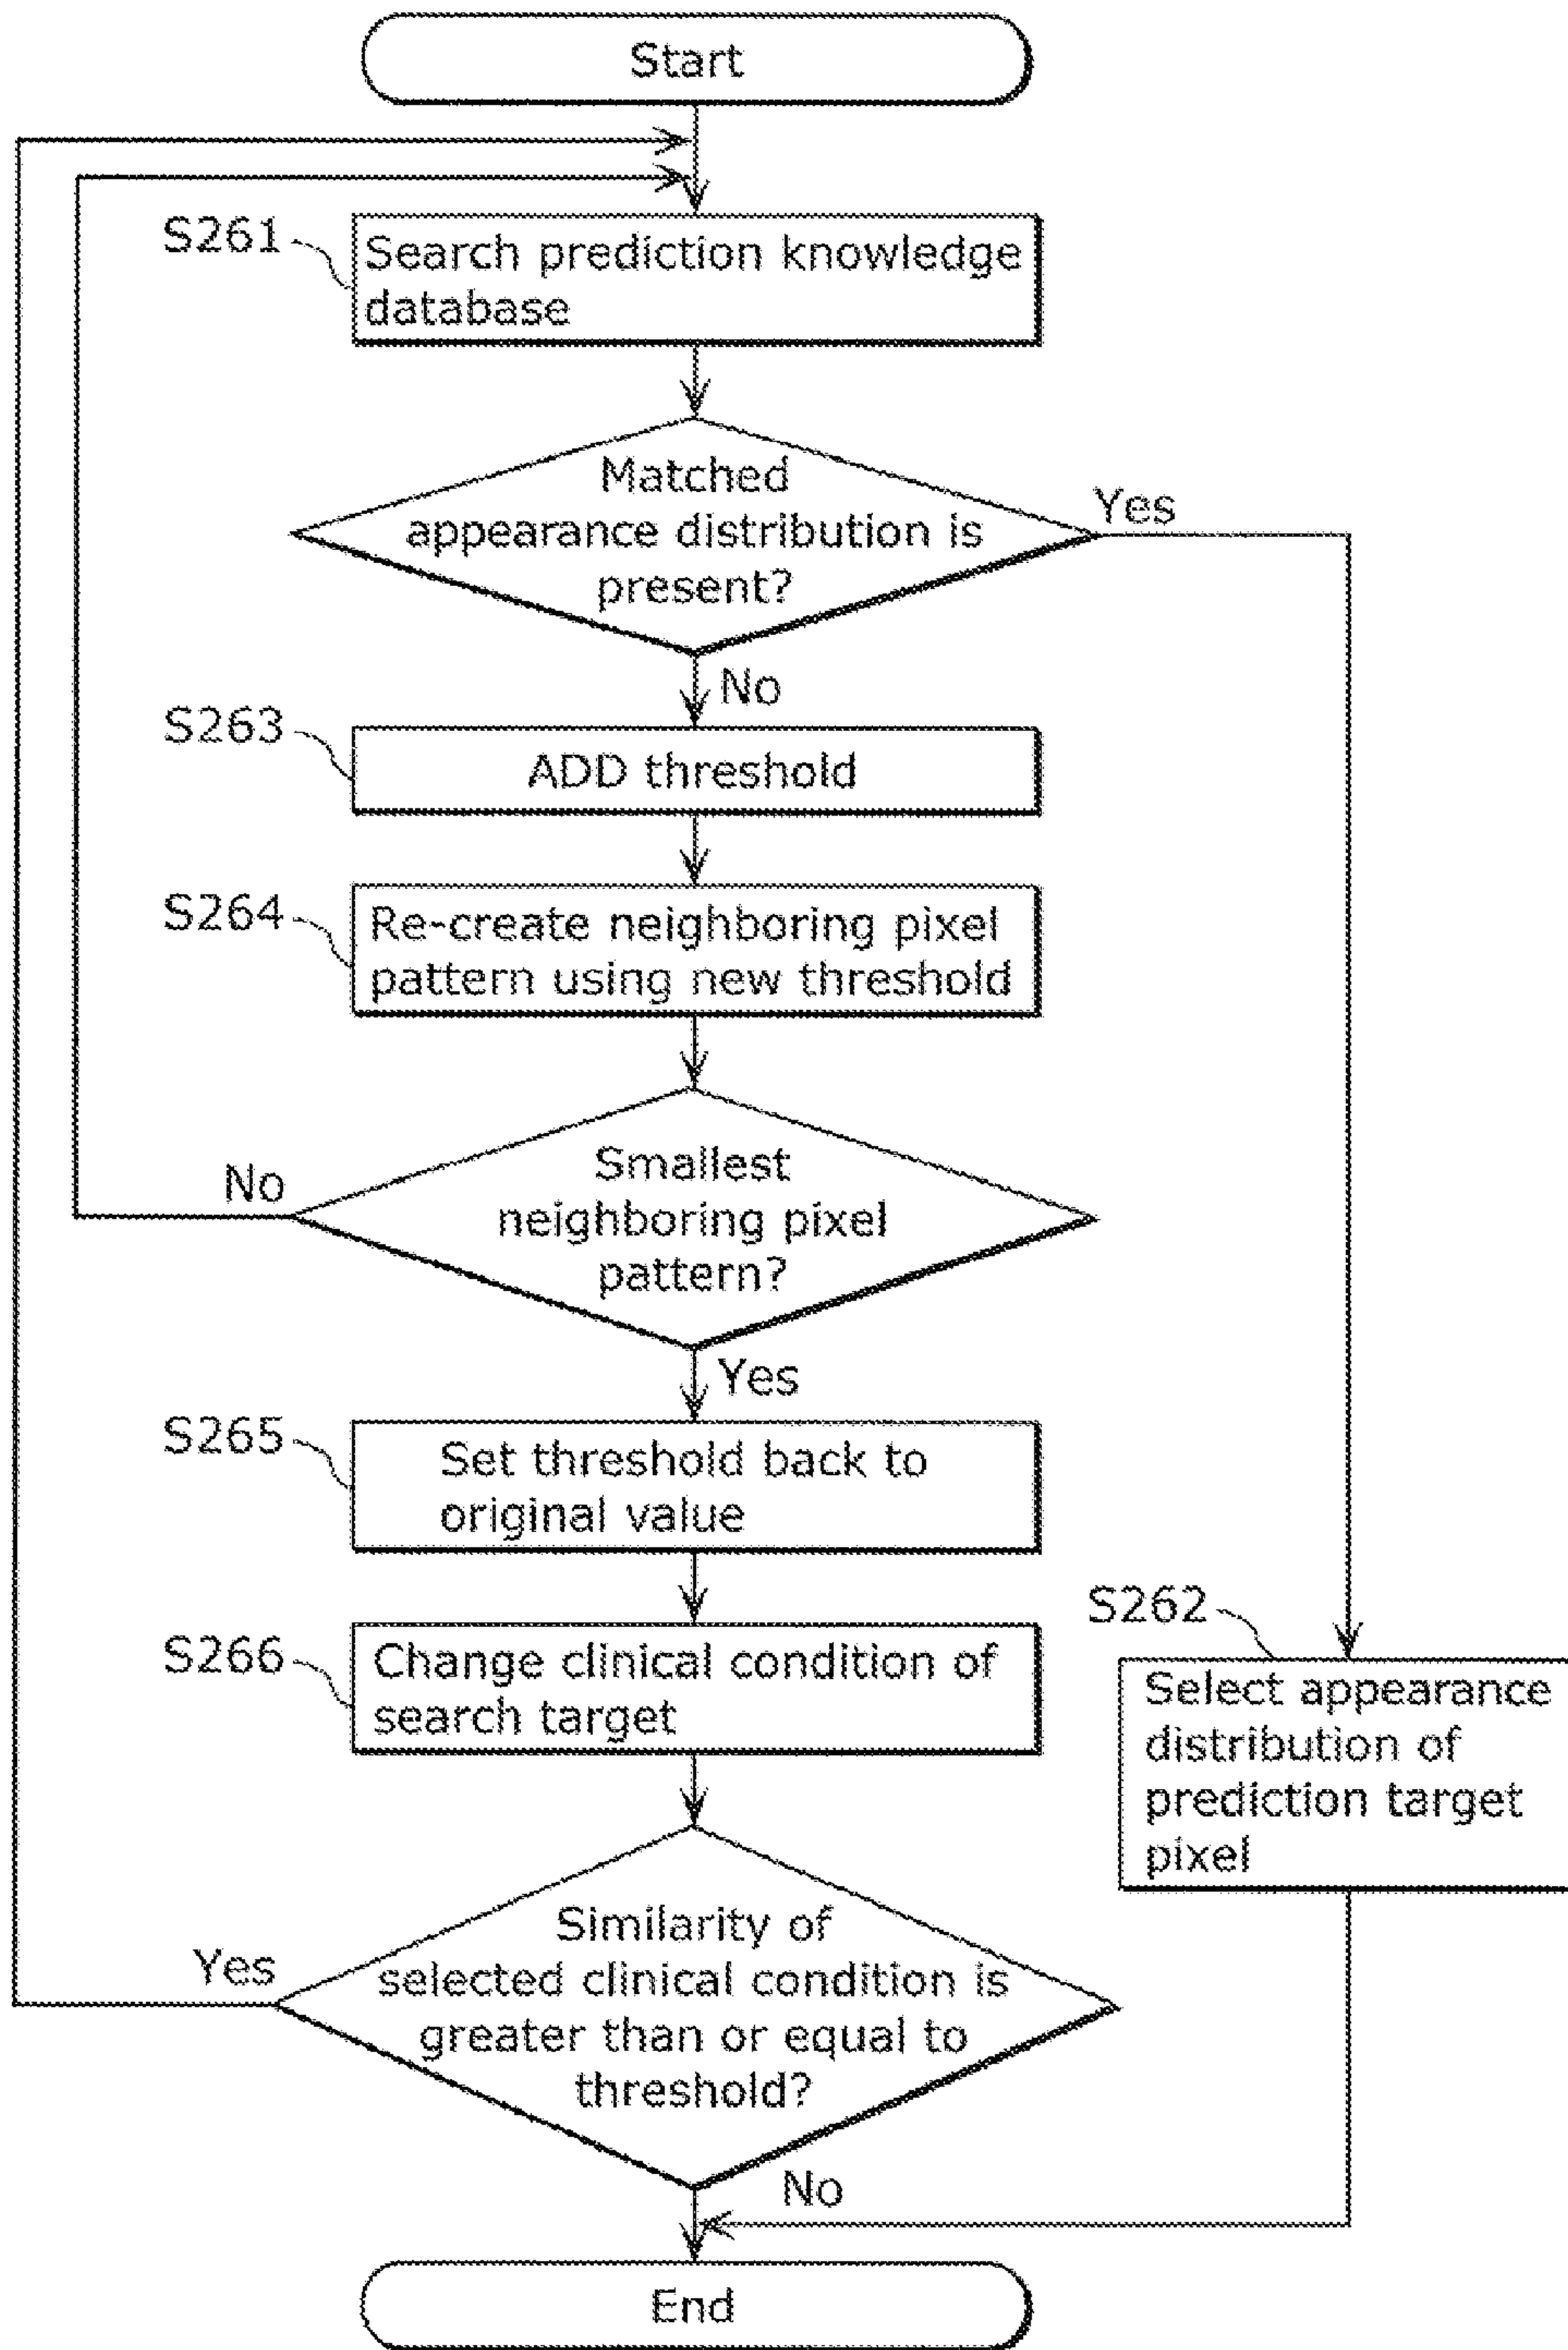 Start
S261
Search prediction knowledge
database
Matched
appearance distribution is
present?
Yes
No
S263
ADD threshold
S264
Re-create neighboring pixel
pattern using new threshold
Smallest
neighboring pixel
pattern?
No
Yes
S265
Set threshold back to
original value
S266
Change clinical condition of
search target
S262
Select appearance
distribution of
prediction target
pixel
Similarity of
selected clinical condition is
greater than or equal to
threshold?
Yes
No
End